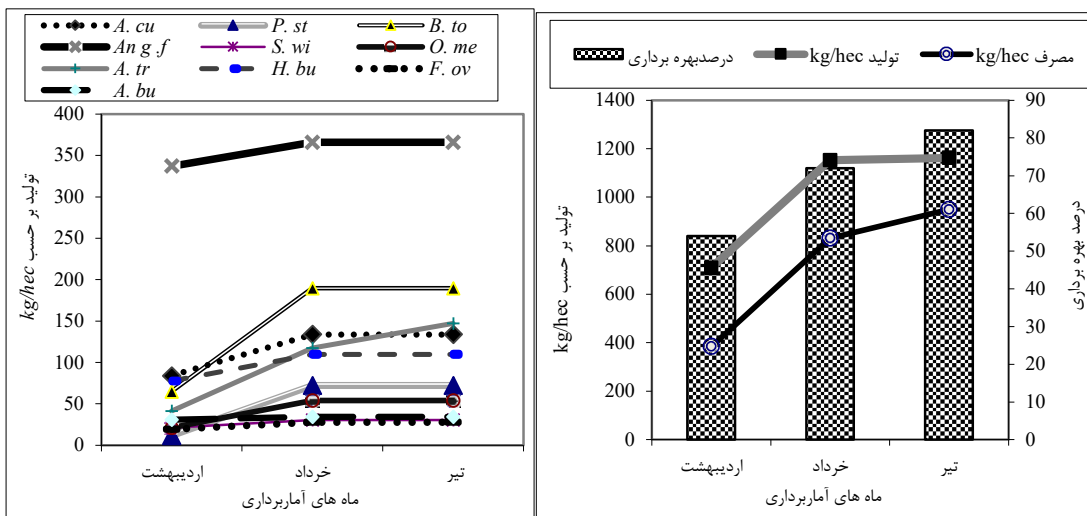 A. cu P. st B. to
An g .f S. wi O. me
A. tr H. bu F. ov
A. bu
400
350
300
250
200
150
100
50
0
تولید بر حسب kg/hec
اردیبهشت خرداد تیر
ماه های آماربرداری
درصدبهره برداری تولید kg/hec مصرف kg/hec
1400
1200
1000
800
600
400
200
0
تولید بر حسب kg/hec
90
80
70
60
50
40
30
20
10
0
درصد بهره برداری
اردیبهشت خرداد تیر
ماه های آماربرداری